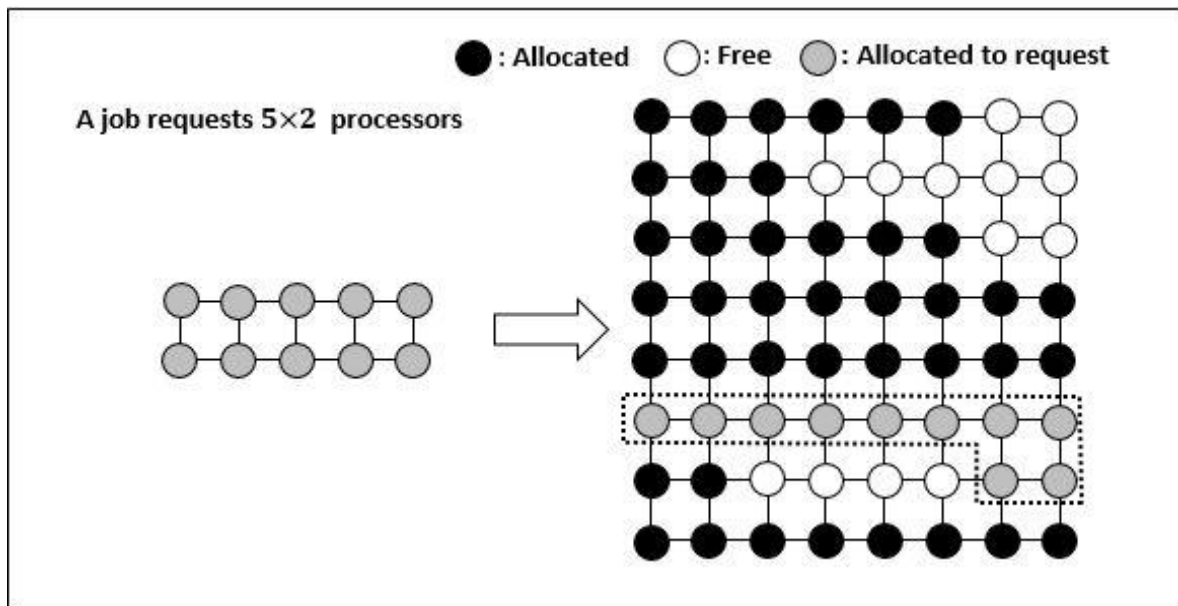 : Allocated : Free : Allocated to request
A job requests 5×2 processors